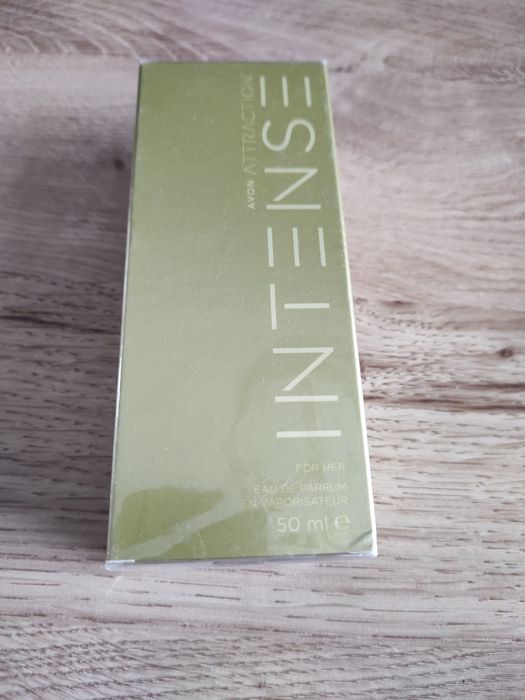 AVON ATTRACTION
INTENSE
FOR HER
EAU DE PARFUM
EN VAPORISATEUR
50 ml e